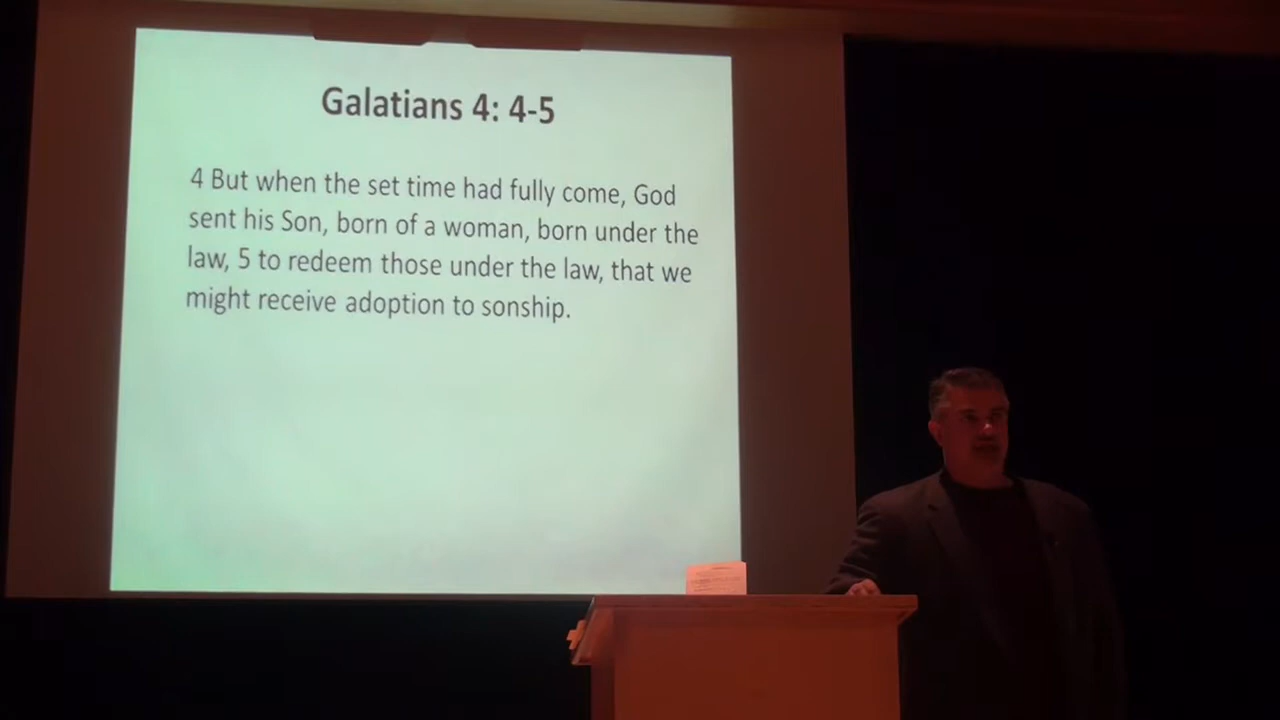 Galatians 4: 4-5
4 But when the set time had fully come, God
sent his Son, born of a woman, born under the
law, 5 to redeem those under the law, that we
might receive adoption to sonship.